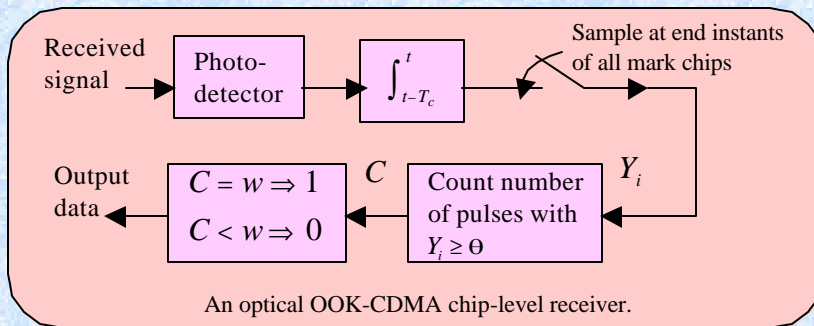 Received
signal
Photo-
detector
∫_{t−T_c}^{t}
Sample at end instants
of all mark chips
Y_i
Count number
of pulses with
Y_i ≥ Θ
C
C = w ⇒ 1
C < w ⇒ 0
Output
data
An optical OOK-CDMA chip-level receiver.